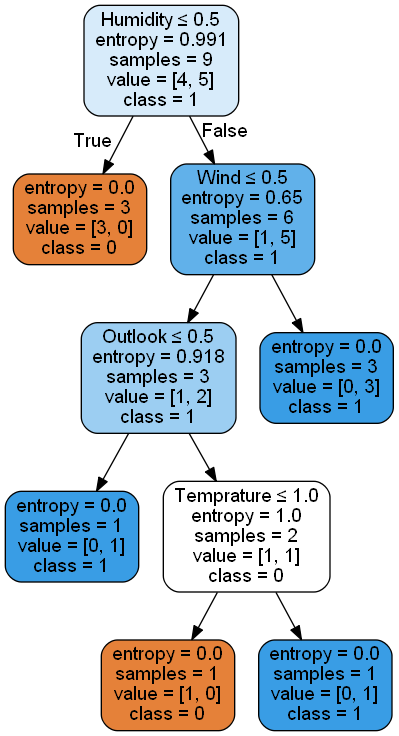 Humidity ≤ 0.5
entropy = 0.991
samples = 9
value = [4, 5]
class = 1
True
False
entropy = 0.0
samples = 3
value = [3, 0]
class = 0
Wind ≤ 0.5
entropy = 0.65
samples = 6
value = [1, 5]
class = 1
Outlook ≤ 0.5
entropy = 0.918
samples = 3
value = [1, 2]
class = 1
entropy = 0.0
samples = 3
value = [0, 3]
class = 1
entropy = 0.0
samples = 1
value = [0, 1]
class = 1
Temprature ≤ 1.0
entropy = 1.0
samples = 2
value = [1, 1]
class = 0
entropy = 0.0
samples = 1
value = [1, 0]
class = 0
entropy = 0.0
samples = 1
value = [0, 1]
class = 1